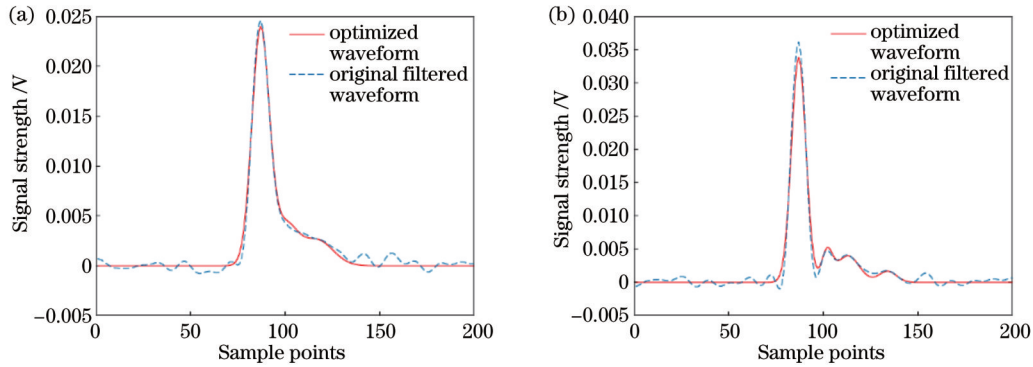 (a)
0.025
0.020
0.015
0.010
0.005
0
−0.005
Signal strength /V
optimized
waveform
original filtered
waveform
0
50
100
150
200
Sample points
(b)
0.040
0.035
0.030
0.025
0.020
0.015
0.010
0.005
0
−0.005
Signal strength /V
optimized
waveform
original filtered
waveform
0
50
100
150
200
Sample points